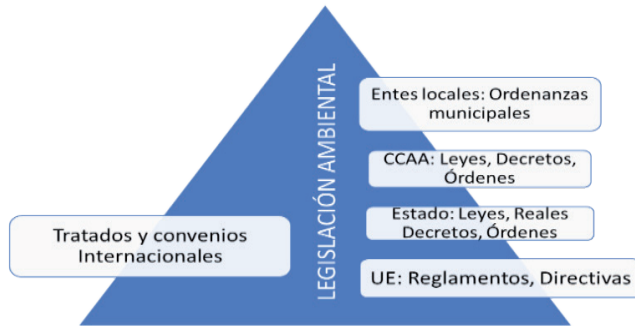 LEGISLACIÓN AMBIENTAL
Entes locales: Ordenanzas
municipales
CCAA: Leyes, Decretos,
Órdenes
Estado: Leyes, Reales
Decretos, Órdenes
UE: Reglamentos, Directivas
Tratados y convenios
Internacionales